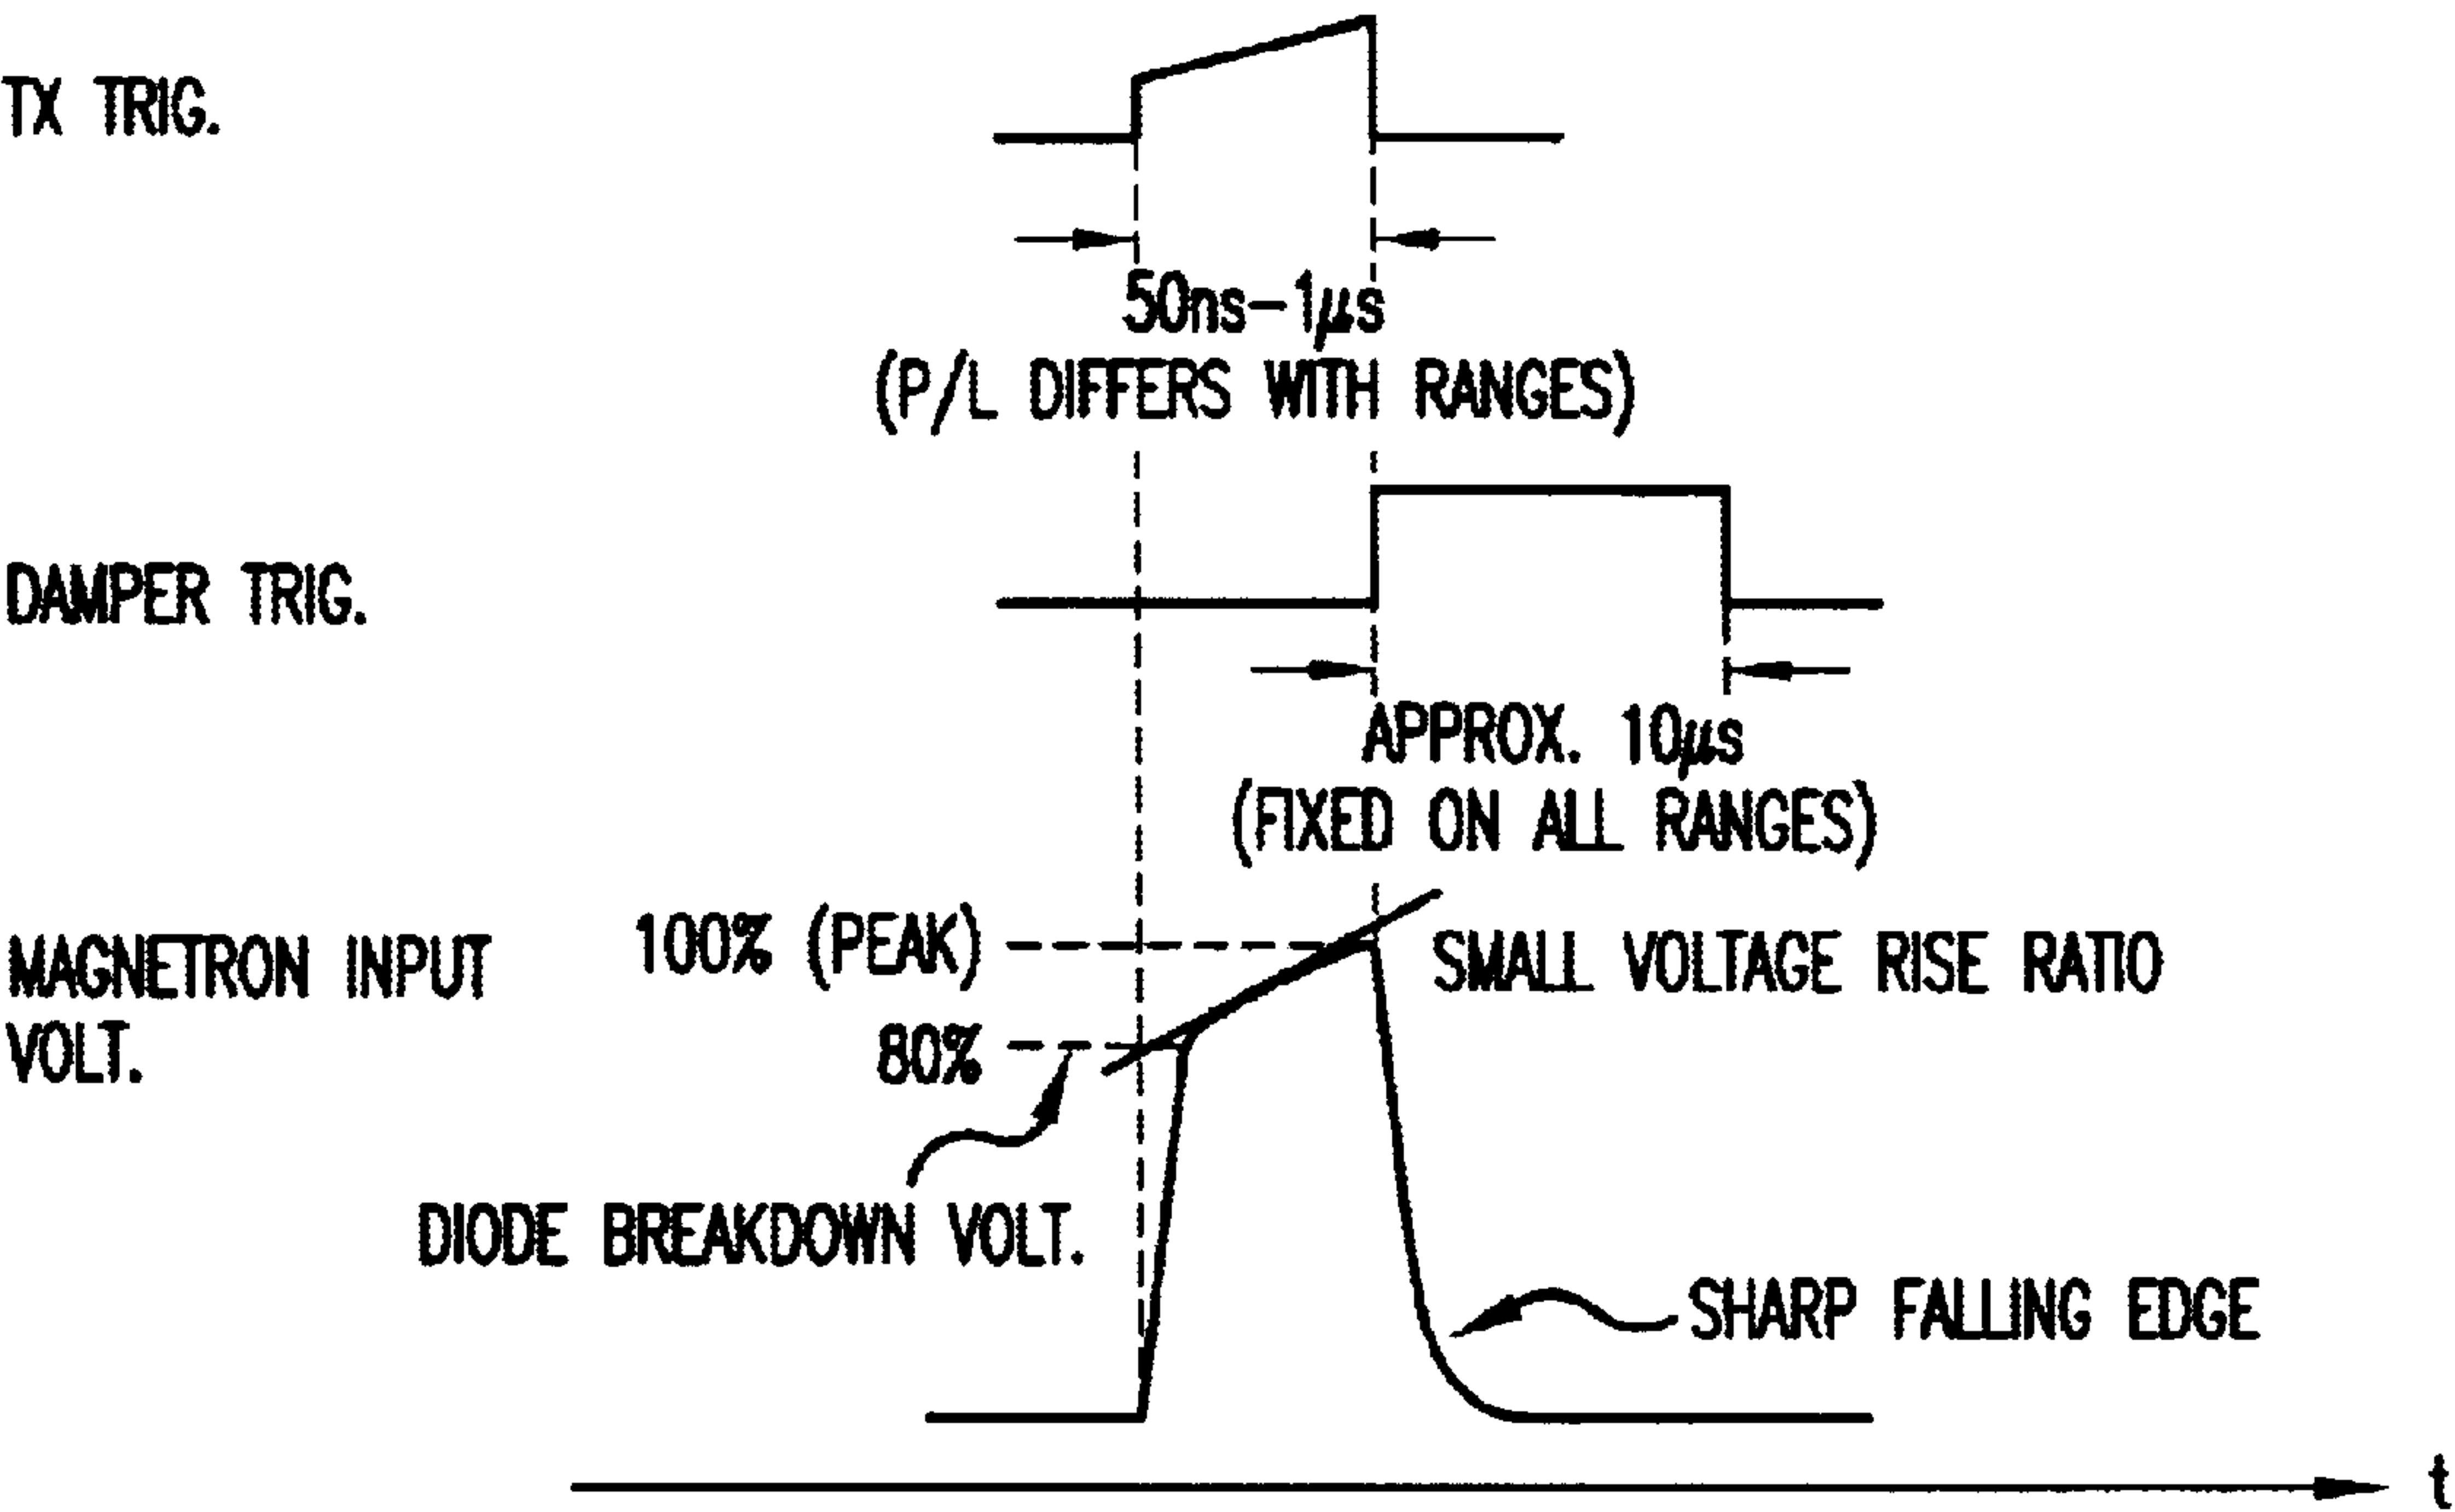 TX TRIG.
50ns-1μs
(P/L DIFFERS WITH RANGES)
DAMPER TRIG.
APPROX. 10μs
(FIXED ON ALL RANGES)
MAGNETRON INPUT
VOLT.
100% (PEAK)
SMALL VOLTAGE RISE RATIO
80%
DIODE BREAKDOWN VOLT.
SHARP FALLING EDGE
t